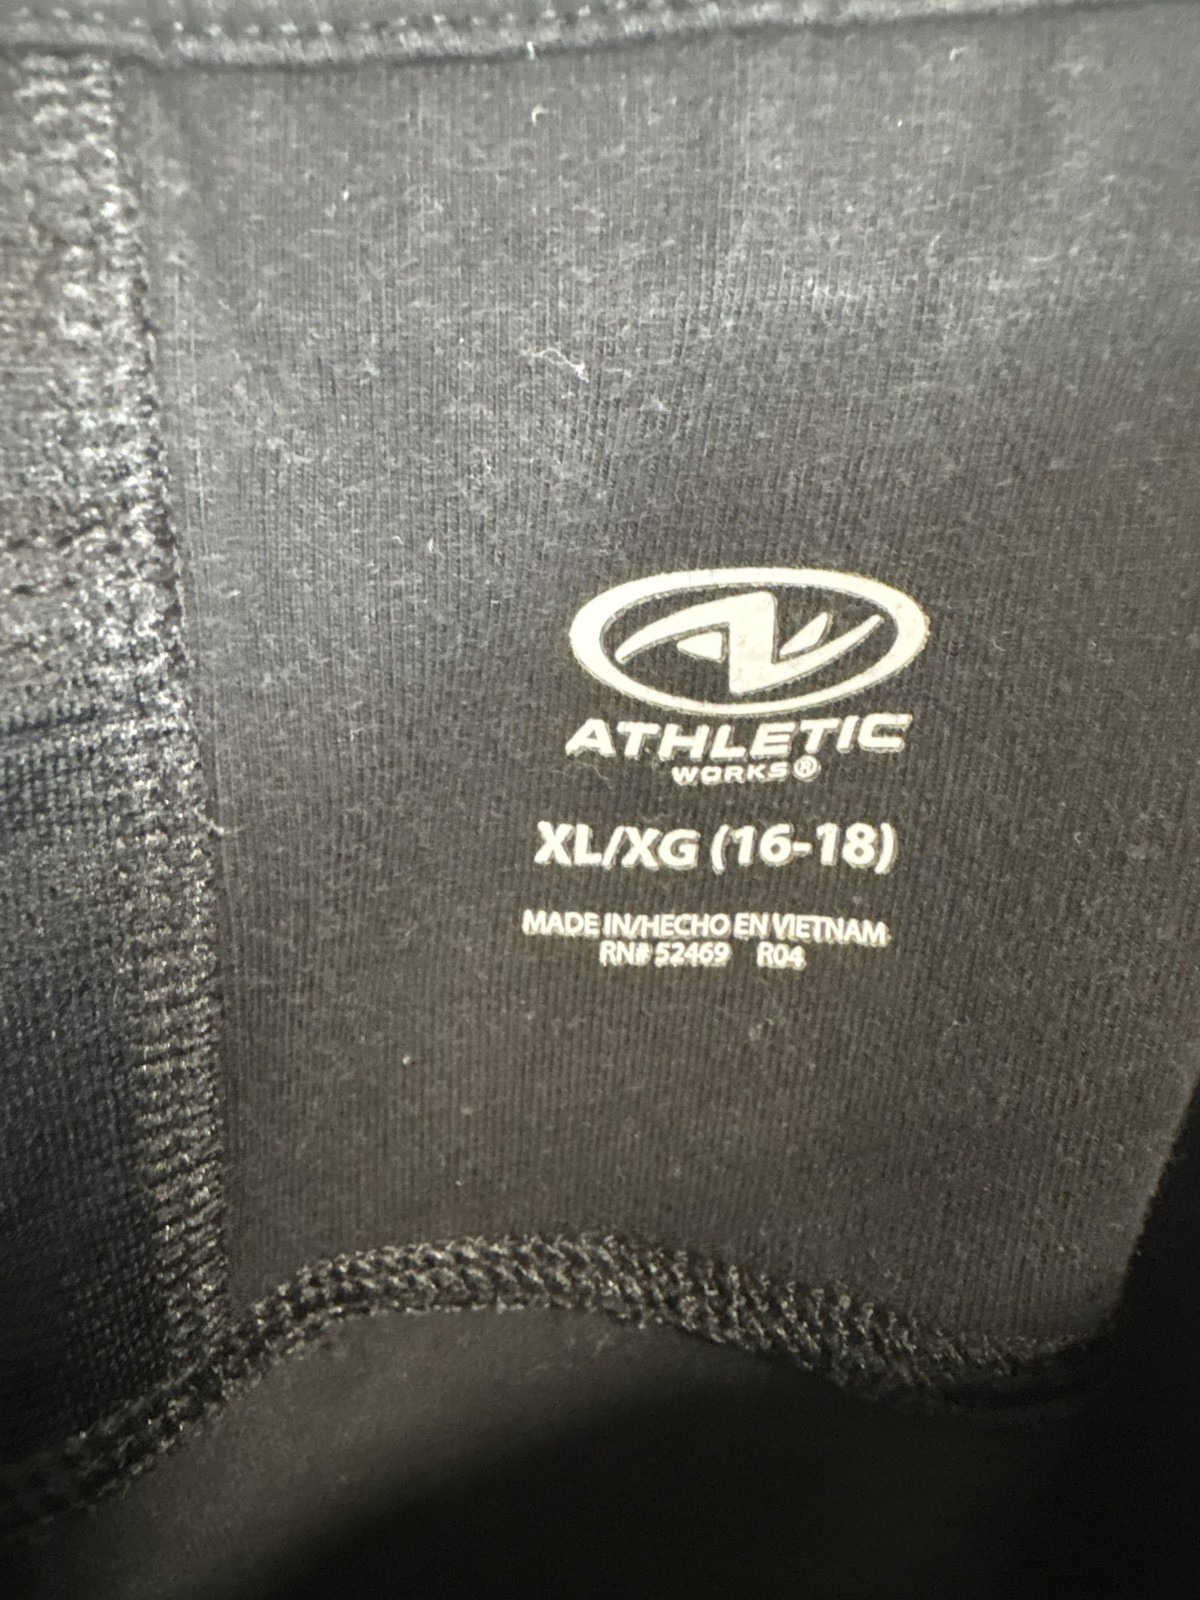 ATHLETIC
WORKS®
XL/XG (16-18)
MADE IN/HECHO EN VIETNAM
RN# 52469 R04